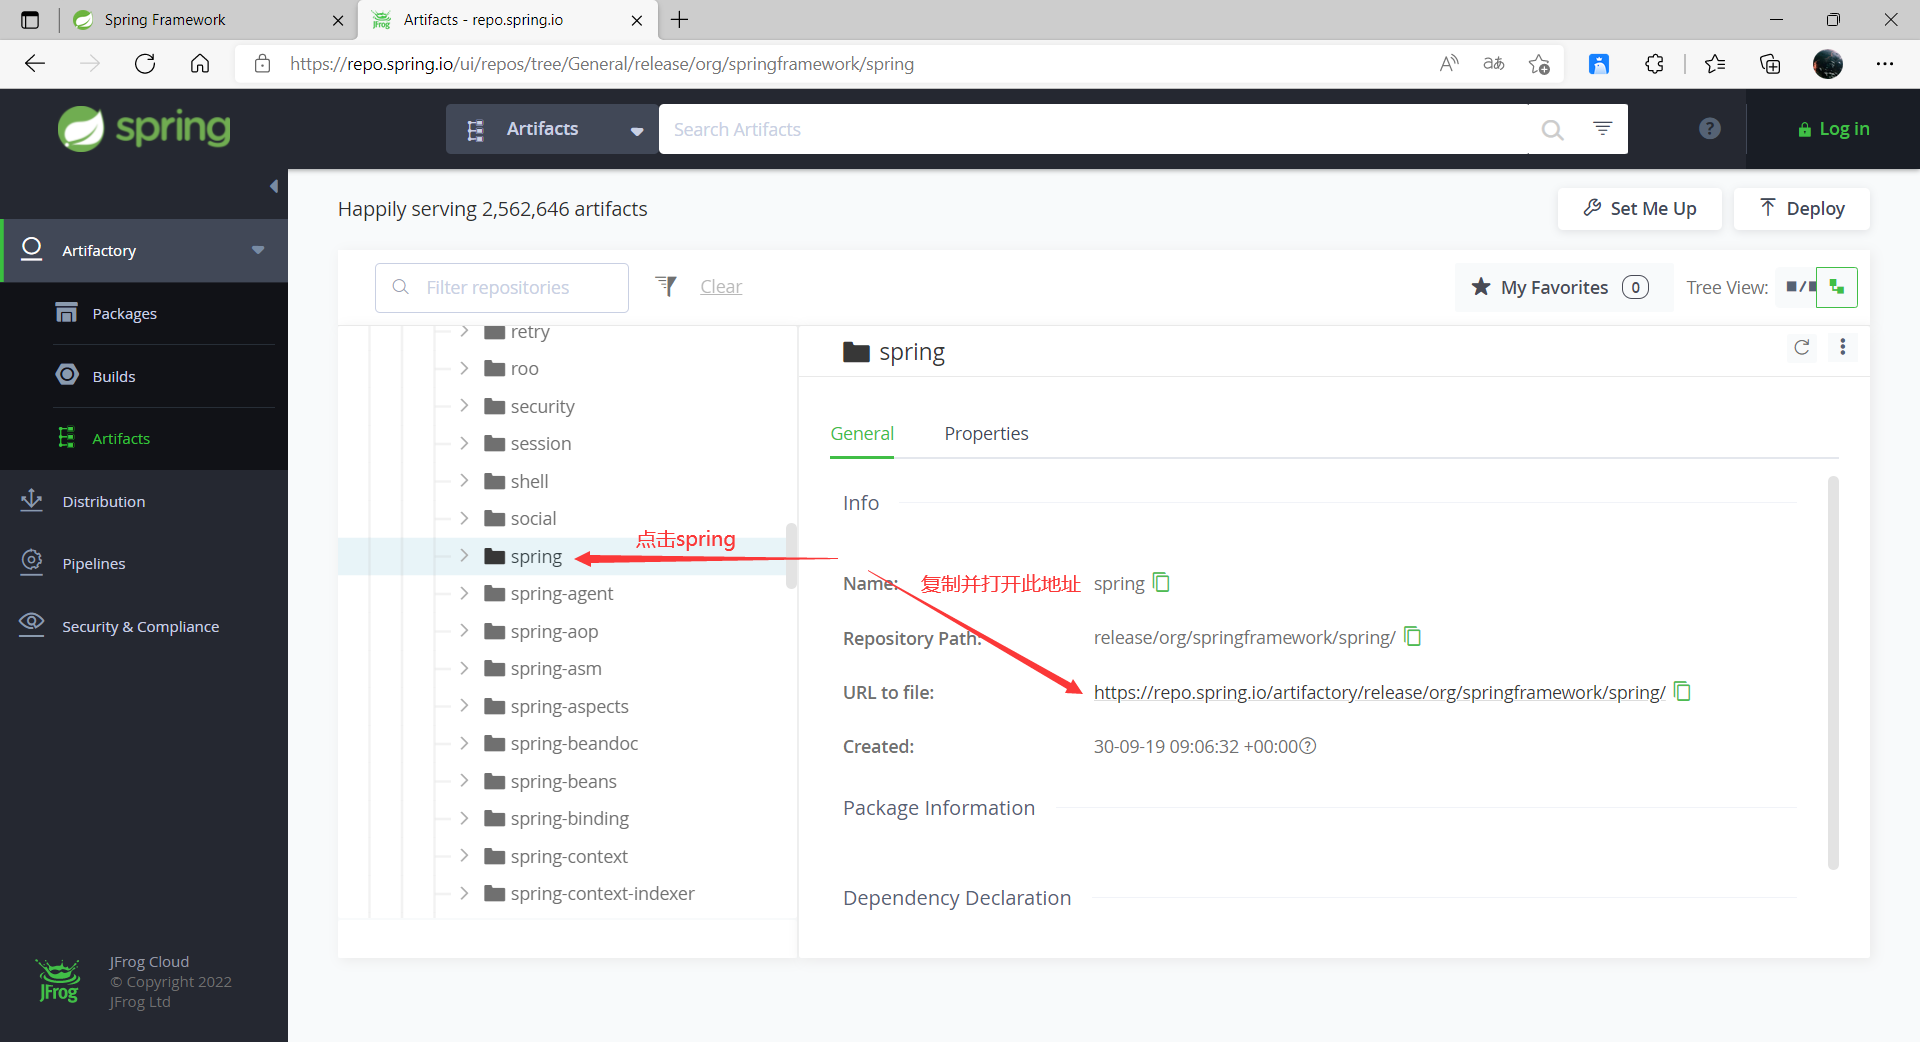 Spring Framework
Artifacts - repo.spring.io
https://repo.spring.io/ui/repos/tree/General/release/org/springframework/spring
spring
Artifacts
Search Artifacts
Log in
Happily serving 2,562,646 artifacts
Set Me Up
Deploy
Artifactory
Packages
Builds
Artifacts
Distribution
Pipelines
Security & Compliance
JFrog
JFrog Cloud
© Copyright 2022
JFrog Ltd
Filter repositories
Clear
My Favorites 0
Tree View:
retry
roo
security
session
shell
social
spring
点击spring
spring-agent
spring-aop
spring-asm
spring-aspects
spring-beandoc
spring-beans
spring-binding
spring-context
spring-context-indexer
spring
General
Properties
Info
Name: 复制并打开此地址 spring
Repository Path: release/org/springframework/spring/
URL to file: https://repo.spring.io/artifactory/release/org/springframework/spring/
Created: 30-09-19 09:06:32 +00:00
Package Information
Dependency Declaration